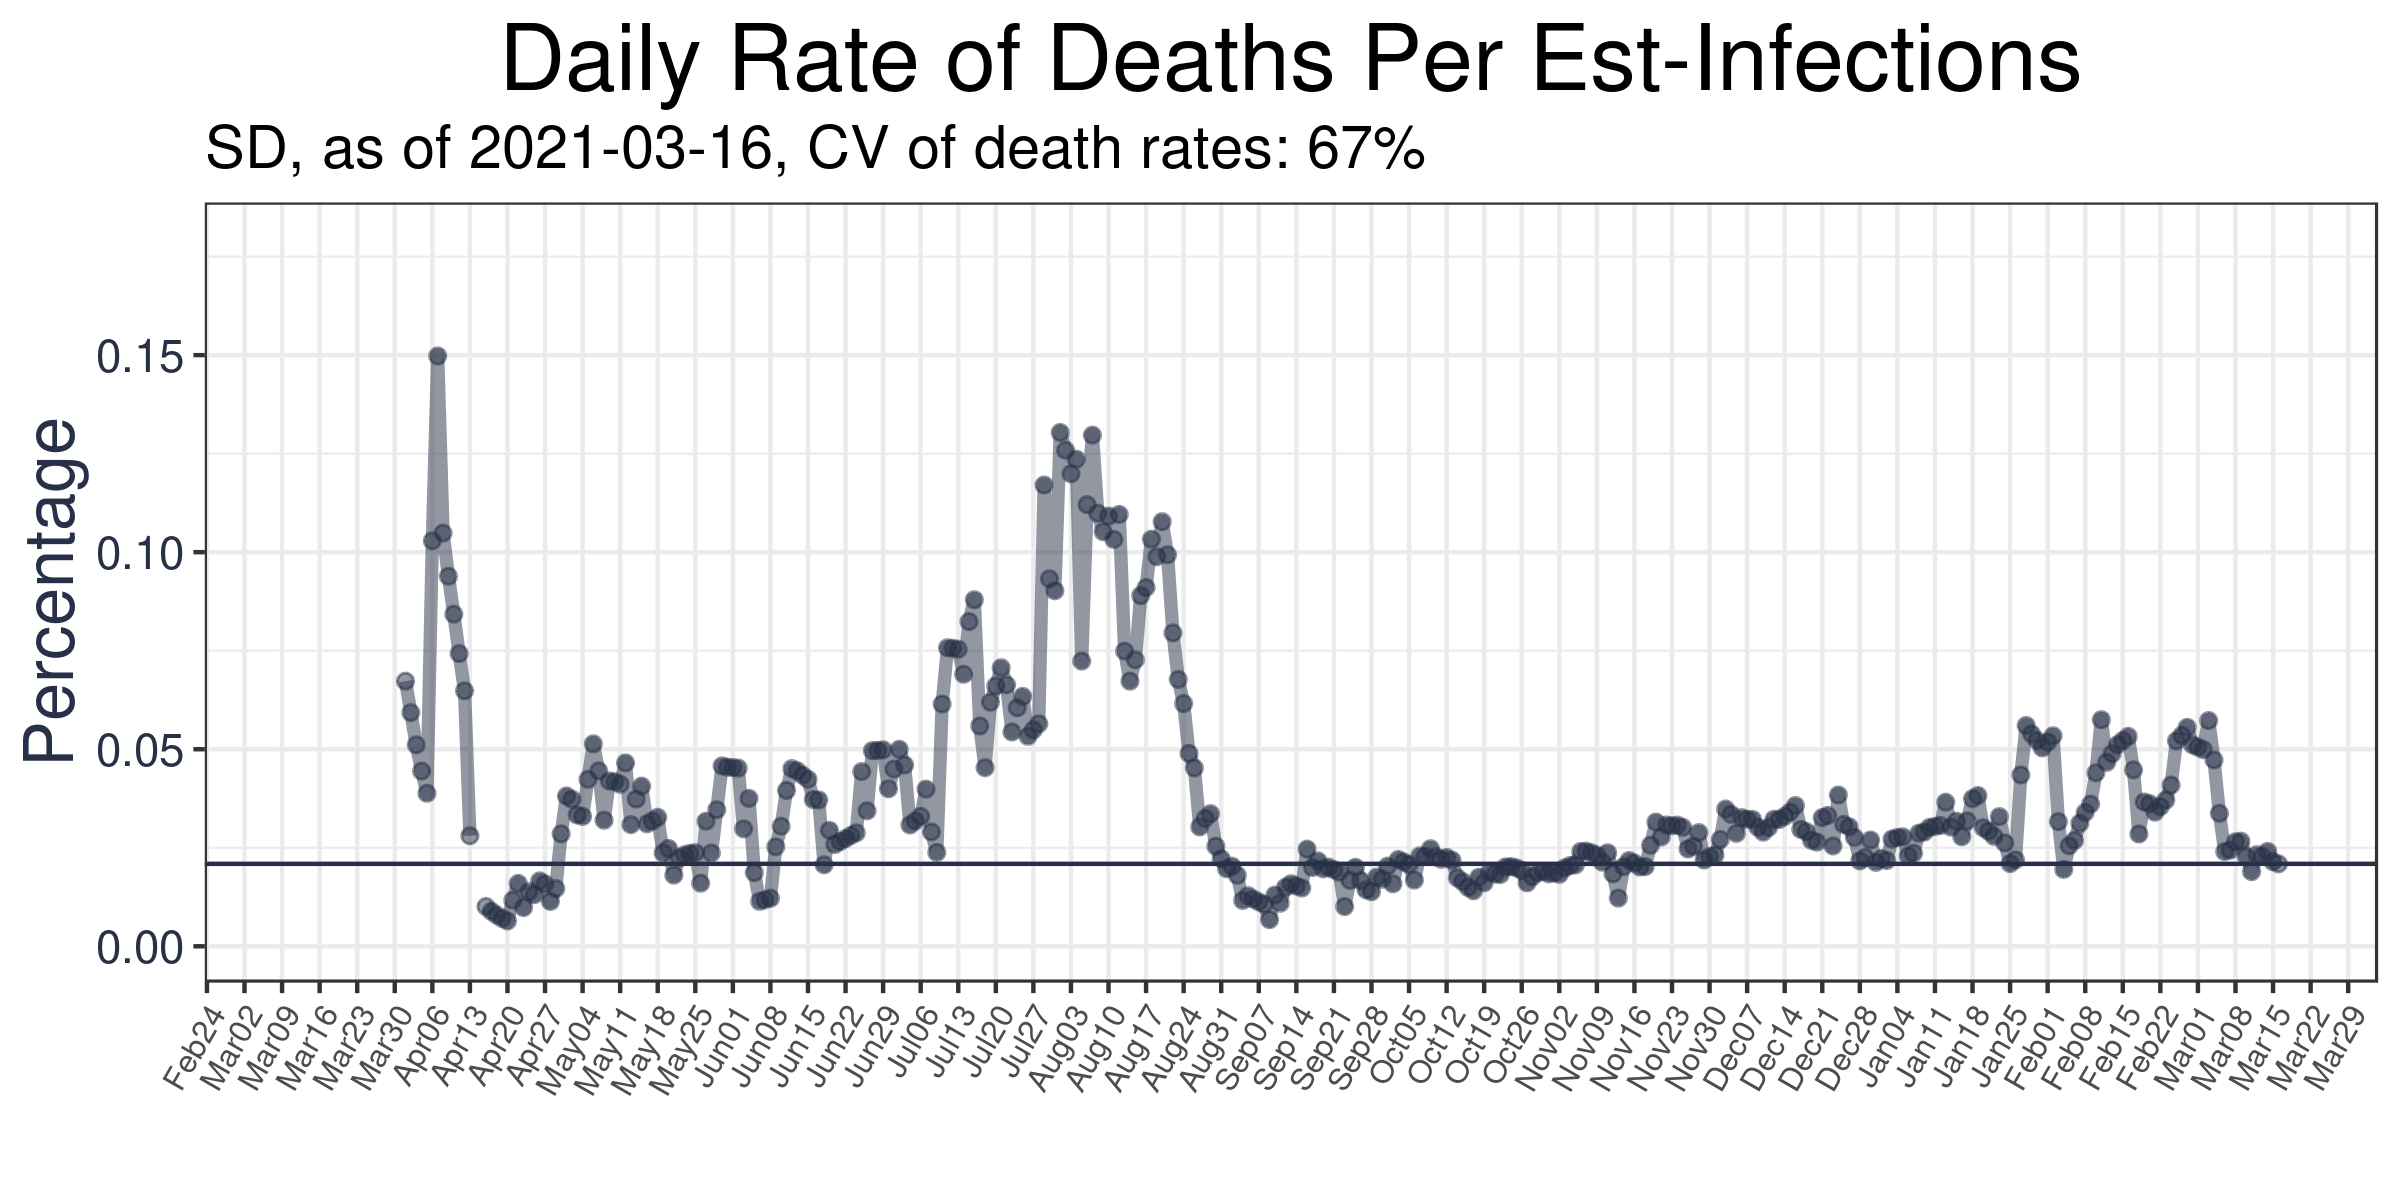 Daily Rate of Deaths Per Est-Infections
SD, as of 2021-03-16, CV of death rates: 67%
Percentage
0.15
0.10
0.05
0.00
Feb24
Mar02
Mar09
Mar16
Mar23
Mar30
Apr06
Apr13
Apr20
Apr27
May04
May11
May18
May25
Jun01
Jun08
Jun15
Jun22
Jun29
Jul06
Jul13
Jul20
Jul27
Aug03
Aug10
Aug17
Aug24
Aug31
Sep07
Sep14
Sep21
Sep28
Oct05
Oct12
Oct19
Oct26
Nov02
Nov09
Nov16
Nov23
Nov30
Dec07
Dec14
Dec21
Dec28
Jan04
Jan11
Jan18
Jan25
Feb01
Feb08
Feb15
Feb22
Mar01
Mar08
Mar15
Mar22
Mar29